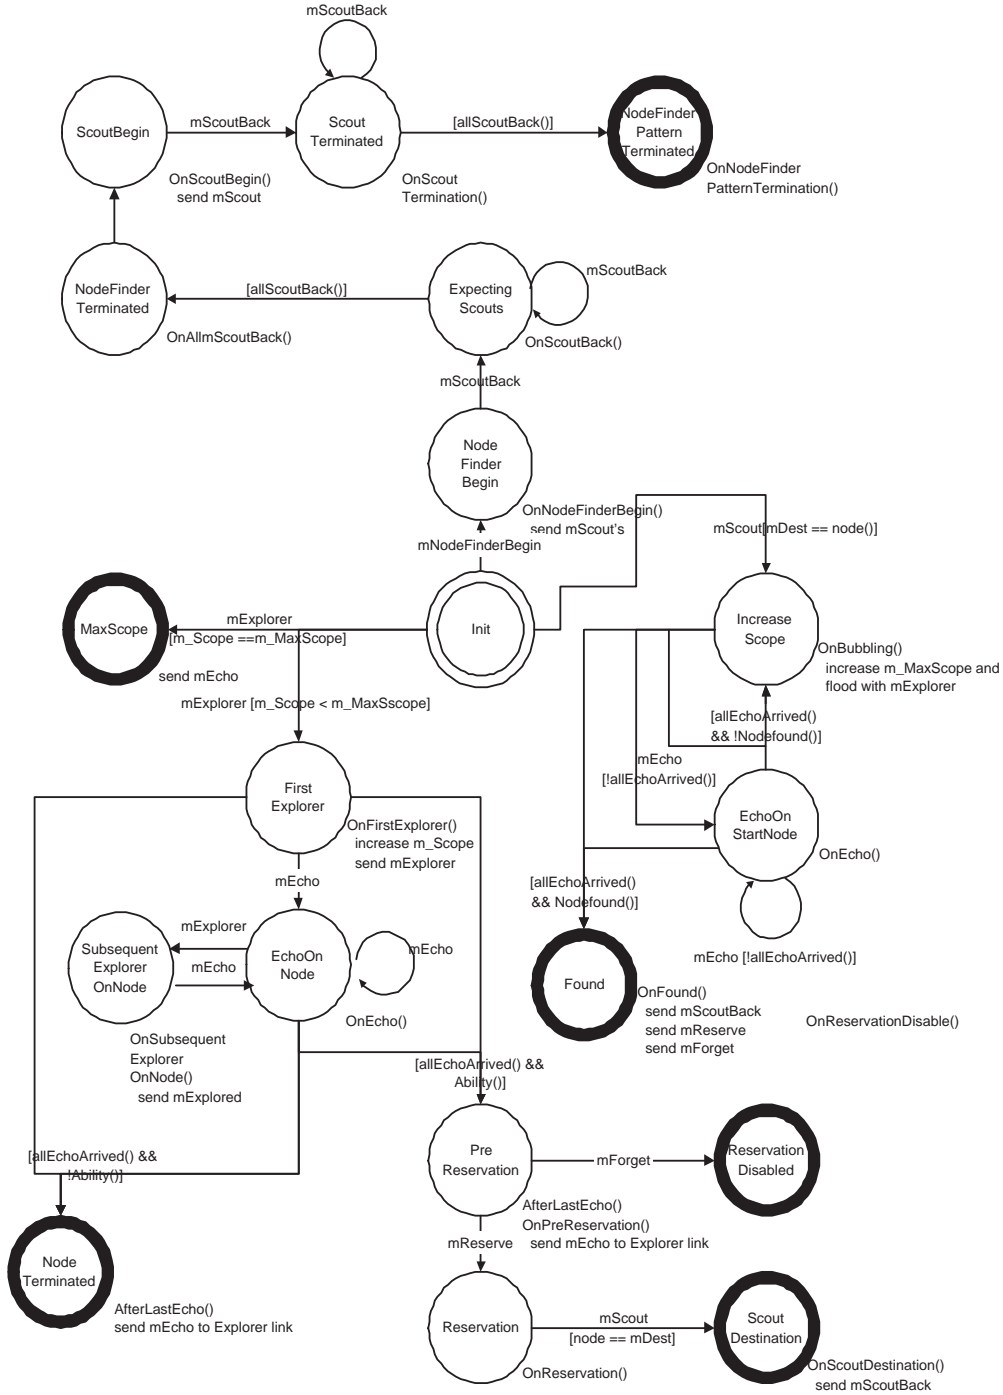 mScoutBack
ScoutBegin
mScoutBack
Scout
Terminated
[allScoutBack()]
NodeFinder
Pattern
Terminated
OnScoutBegin()
send mScout
OnScout
Termination()
OnNodeFinder
PatternTermination()
NodeFinder
Terminated
[allScoutBack()]
Expecting
Scouts
mScoutBack
OnAllmScoutBack()
OnScoutBack()
mScoutBack
Node
Finder
Begin
OnNodeFinderBegin()
send mScout's
mNodeFinderBegin
mScout[mDest == node()]
MaxScope
mExplorer
[m_Scope ==m_MaxScope]
Init
Increase
Scope
send mEcho
OnBubbling()
increase m_MaxScope and
flood with mExplorer
mExplorer [m_Scope < m_MaxSscope]
[allEchoArrived()
&& !Nodefound()]
mEcho
[!allEchoArrived()]
First
Explorer
EchoOn
StartNode
OnFirstExplorer()
increase m_Scope
send mExplorer
OnEcho()
mEcho
[allEchoArrived()
&& Nodefound()]
Subsequent
Explorer
OnNode
mExplorer
mEcho
EchoOn
Node
mEcho
mEcho [!allEchoArrived()]
Found
OnEcho()
OnFound()
send mScoutBack
send mReserve
send mForget
OnReservationDisable()
OnSubsequent
Explorer
OnNode()
send mExplored
[allEchoArrived() &&
Ability()]
[allEchoArrived() &&
!Ability()]
Pre
Reservation
mForget
Reservation
Disabled
AfterLastEcho()
OnPreReservation()
send mEcho to Explorer link
mReserve
Node
Terminated
AfterLastEcho()
send mEcho to Explorer link
Reservation
mScout
[node == mDest]
Scout
Destination
OnReservation()
OnScoutDestination()
send mScoutBack